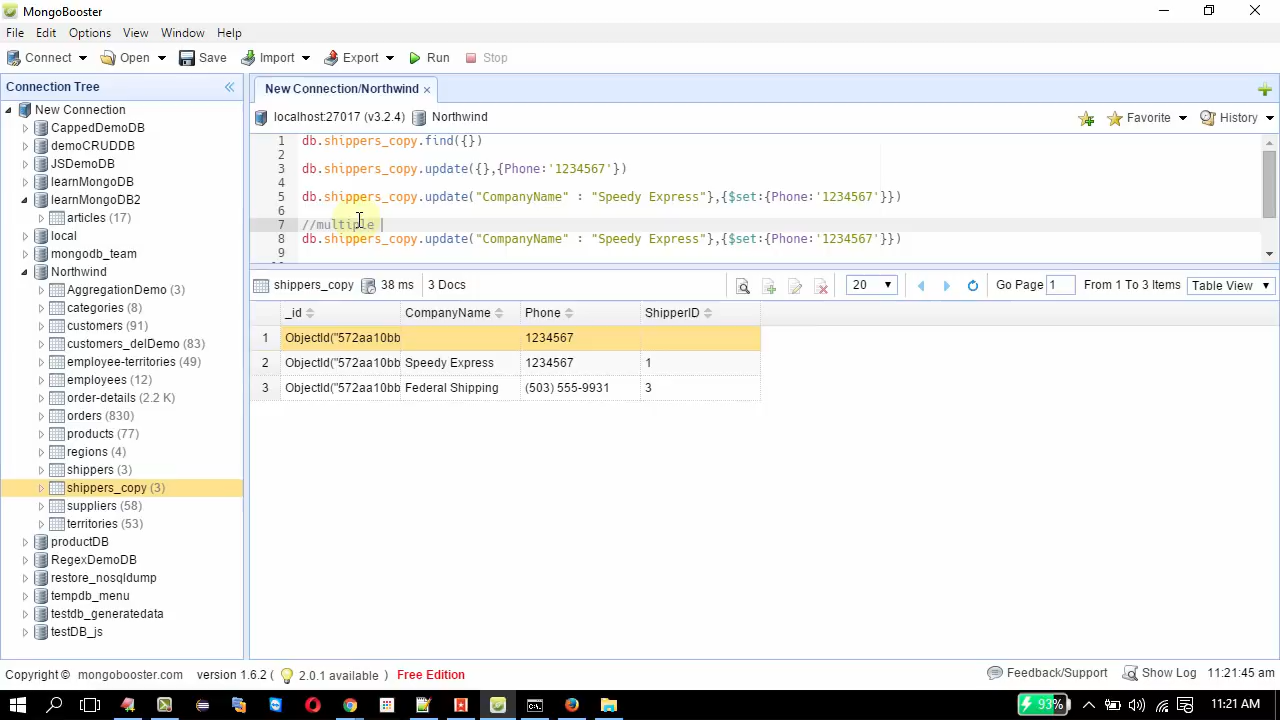 MongoBooster
File Edit Options View Window Help
Connect Open Save Import Export Run Stop
Connection Tree
New Connection
CappedDemoDB
demoCRUDDB
JSDemoDB
learnMongoDB
learnMongoDB2
articles (17)
local
mongodb_team
Northwind
AggregationDemo (3)
categories (8)
customers (91)
customers_delDemo (83)
employee-territories (49)
employees (12)
order-details (2.2 K)
orders (830)
products (77)
regions (4)
shippers (3)
shippers_copy (3)
suppliers (58)
territories (53)
productDB
RegexDemoDB
restore_nosqldump
tempdb_menu
testdb_generatedata
testDB_js
New Connection/Northwind ×
localhost:27017 (v3.2.4) Northwind Favorite History
1 db.shippers_copy.find({})
2
3 db.shippers_copy.update({},{Phone:'1234567'})
4
5 db.shippers_copy.update("CompanyName" : "Speedy Express"},{$set:{Phone:'1234567'}})
6
7 //multiple
8 db.shippers_copy.update("CompanyName" : "Speedy Express"},{$set:{Phone:'1234567'}})
9
shippers_copy 38 ms 3 Docs 20 Go Page 1 From 1 To 3 Items Table View
_id CompanyName Phone ShipperID
1 ObjectId("572aa10bb 1234567
2 ObjectId("572aa10bb Speedy Express 1234567 1
3 ObjectId("572aa10bb Federal Shipping (503) 555-9931 3
Copyright © mongobooster.com version 1.6.2 ( 2.0.1 available ) Free Edition Feedback/Support Show Log 11:21:45 am
93% 11:21 AM